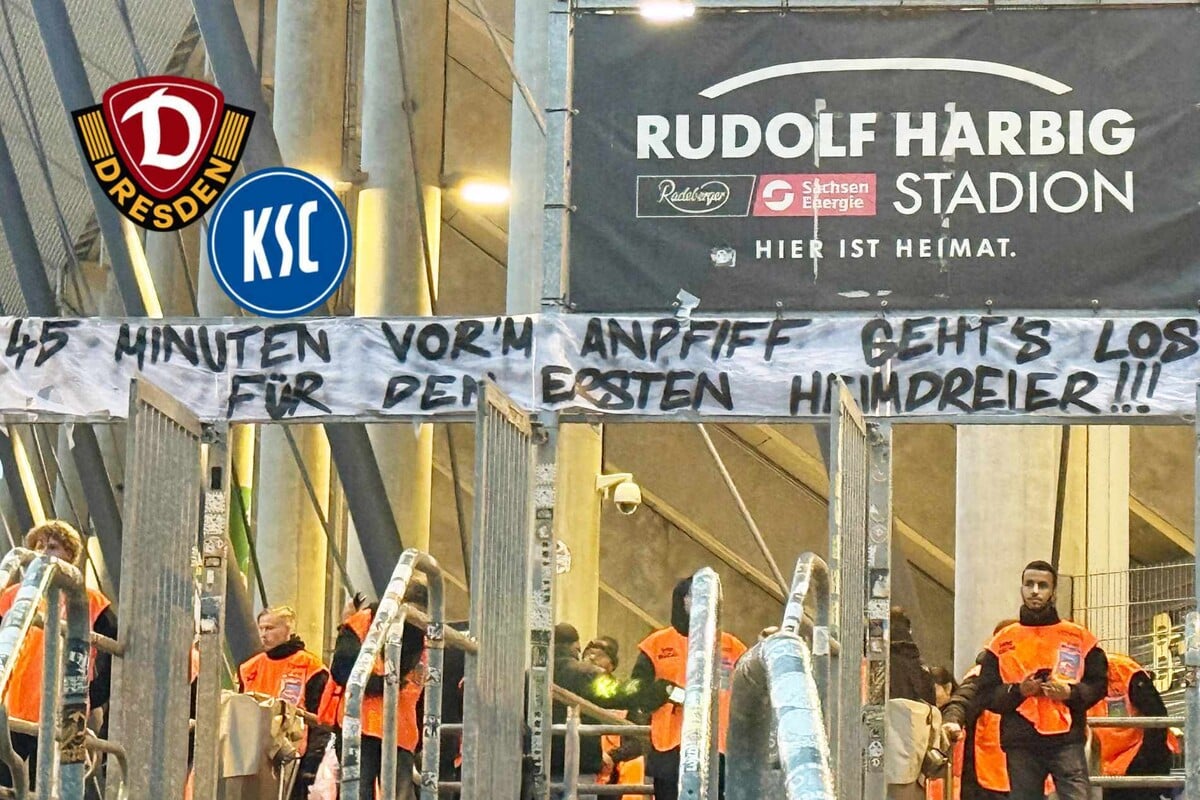 D
DRESDEN
KSC
RUDOLF HARBIG
Radeberger
Sachsen
Energie
STADION
HIER IST HEIMAT.
45 MINUTEN VOR'M ANPFIFF GEHT'S LOS
FÜR DEN ERSTEN HEIMDREIER!!!